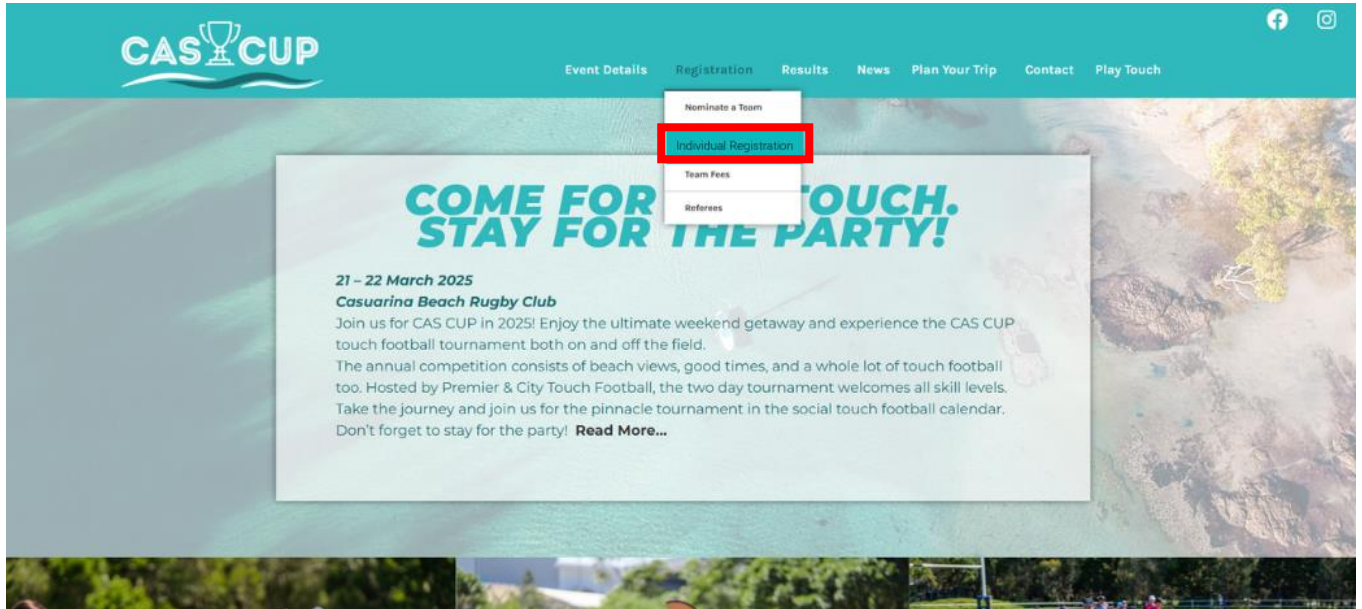 CAS CUP
Event Details Registration Results News Plan Your Trip Contact Play Touch
Nominate a Team
Individual Registration
Team Fees
Referees
COME FOR OUCH.
STAY FOR THE PARTY!
21 – 22 March 2025
Casuarina Beach Rugby Club
Join us for CAS CUP in 2025! Enjoy the ultimate weekend getaway and experience the CAS CUP
touch football tournament both on and off the field.
The annual competition consists of beach views, good times, and a whole lot of touch football
too. Hosted by Premier & City Touch Football, the two day tournament welcomes all skill levels.
Take the journey and join us for the pinnacle tournament in the social touch football calendar.
Don't forget to stay for the party! Read More...